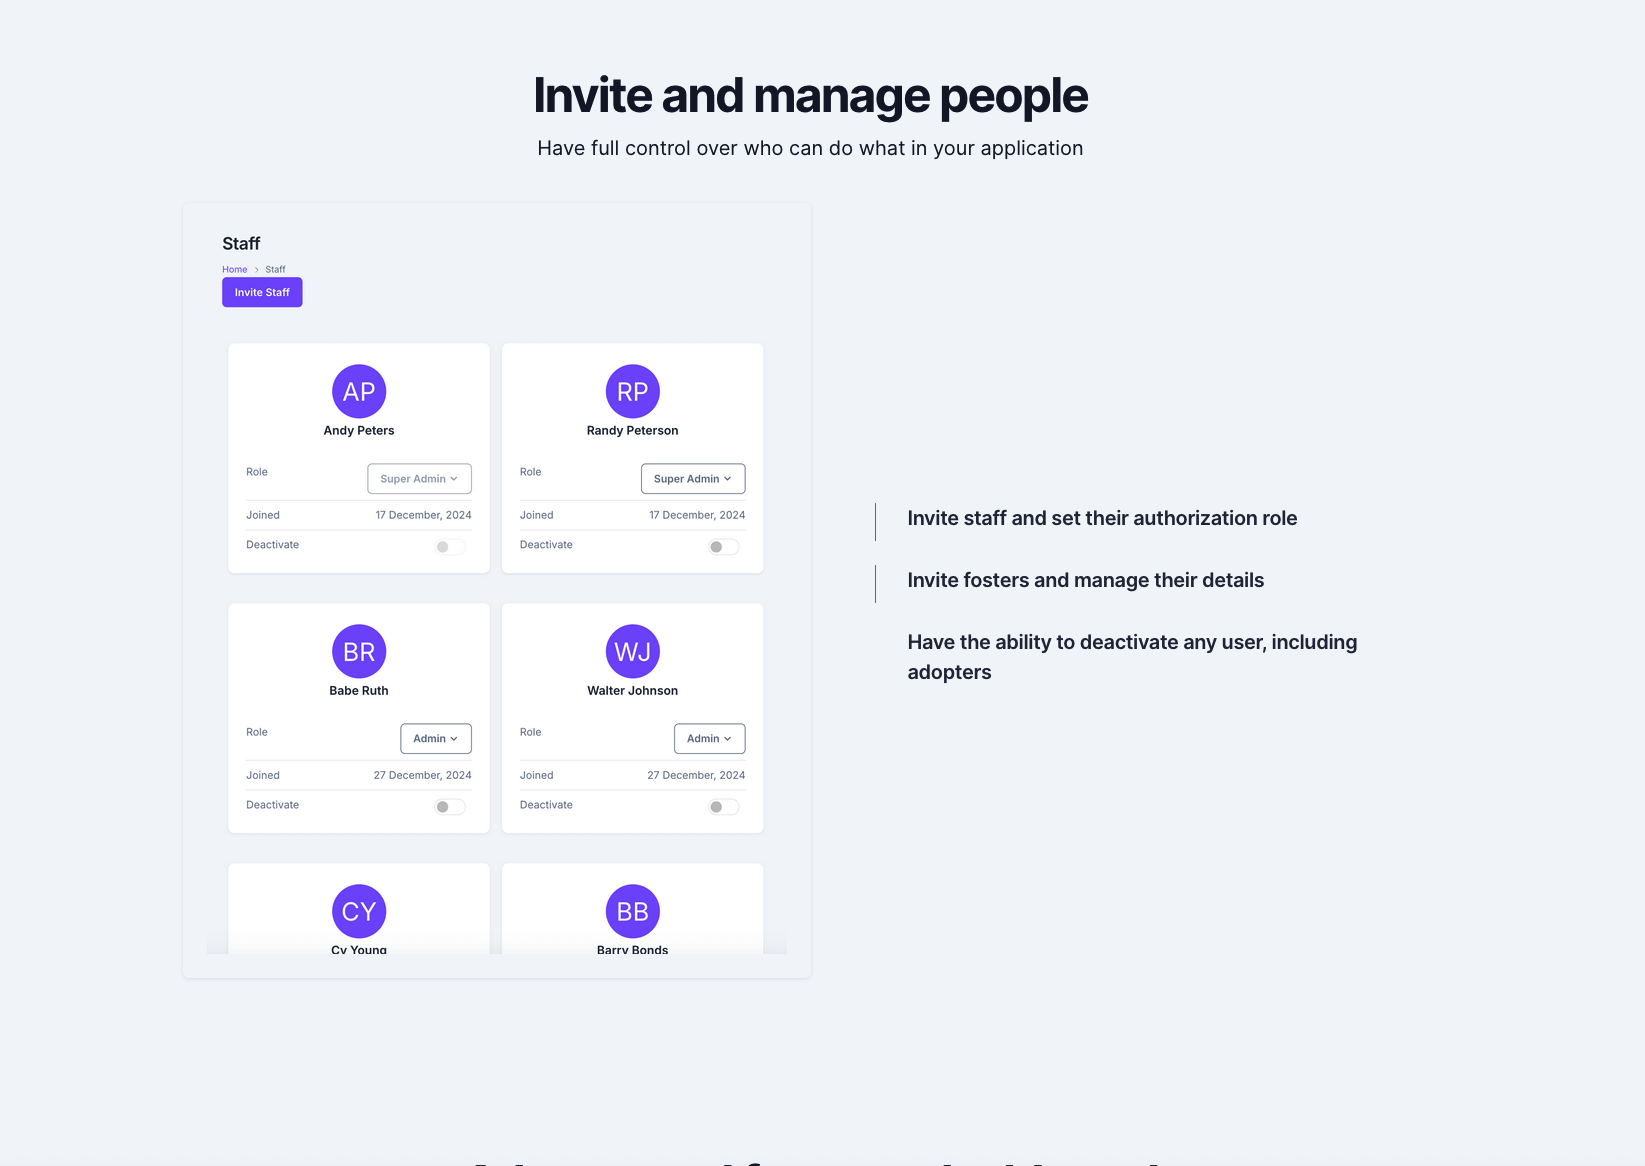 Invite and manage people
Have full control over who can do what in your application
Staff
Home > Staff
Invite Staff
AP
Andy Peters
Role Super Admin
Joined 17 December, 2024
Deactivate
RP
Randy Peterson
Role Super Admin
Joined 17 December, 2024
Deactivate
BR
Babe Ruth
Role Admin
Joined 27 December, 2024
Deactivate
WJ
Walter Johnson
Role Admin
Joined 27 December, 2024
Deactivate
CY
Cy Young
BB
Barry Bonds
Invite staff and set their authorization role
Invite fosters and manage their details
Have the ability to deactivate any user, including
adopters